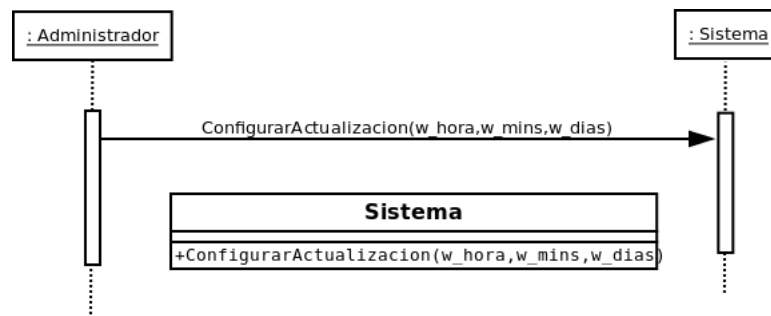 : Administrador
: Sistema
ConfigurarActualizacion(w_hora,w_mins,w_dias)
Sistema
+ConfigurarActualizacion(w_hora,w_mins,w_dias)